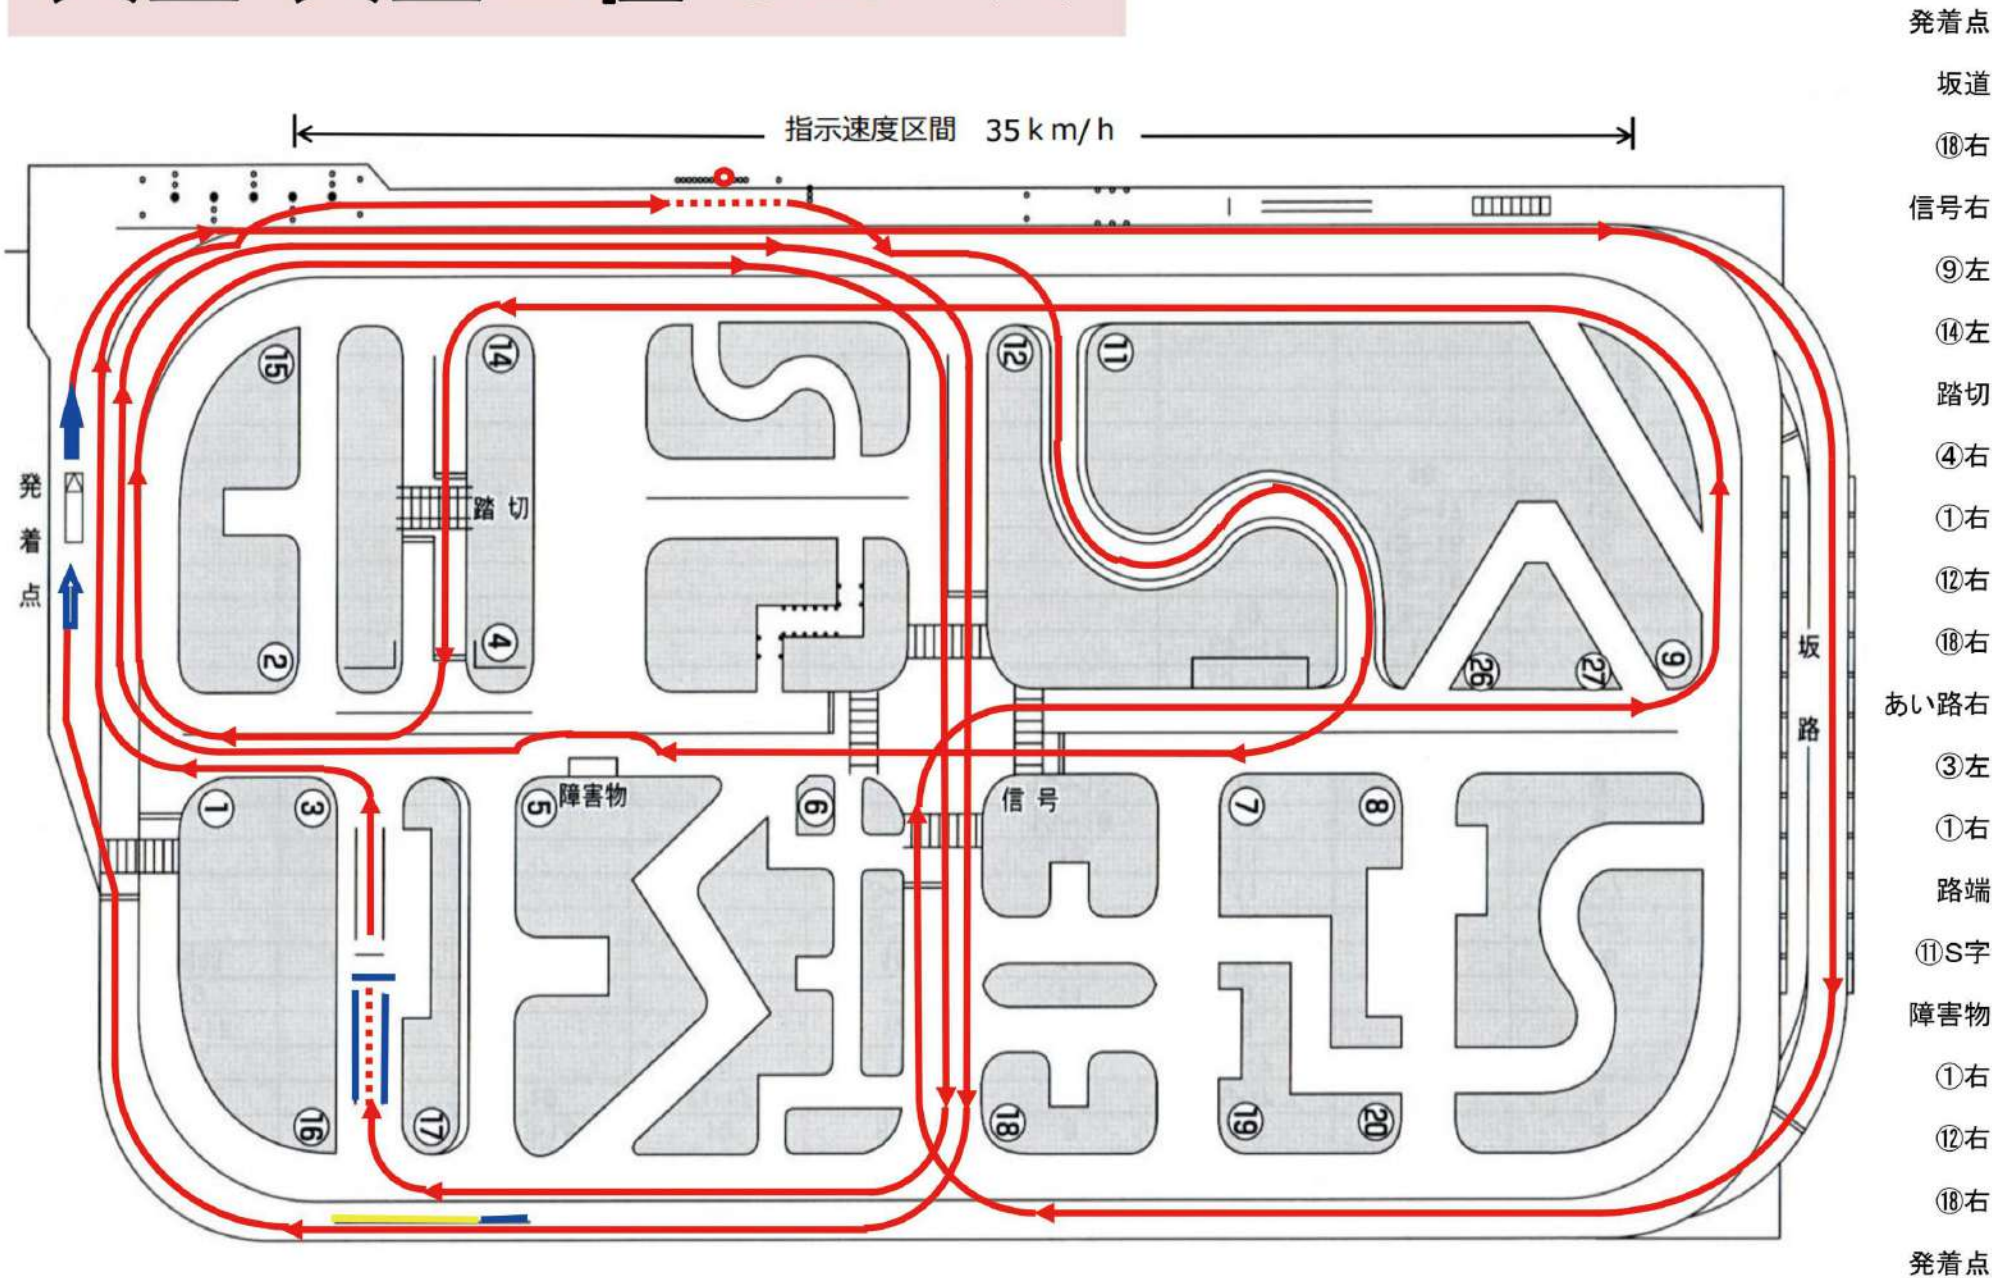 指示速度区間　35ｋm/ｈ
発着点
踏切
障害物
信号
坂路
15
14
12
11
2
4
26
27
9
1
3
5
6
7
8
16
17
18
19
20
発着点
坂道
⑱右
信号右
⑨左
⑭左
踏切
④右
①右
⑫右
⑱右
あい路右
③左
①右
路端
⑪S字
障害物
①右
⑫右
⑱右
発着点